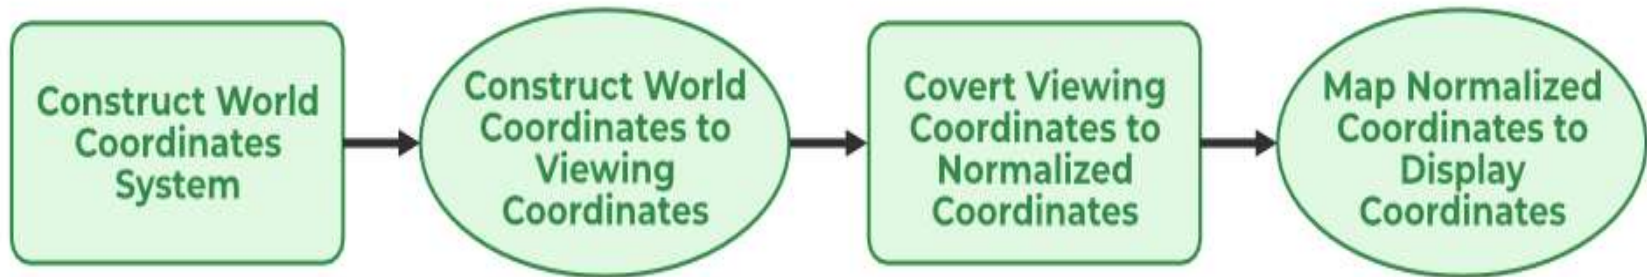 Construct World
Coordinates
System
Construct World
Coordinates to
Viewing
Coordinates
Covert Viewing
Coordinates to
Normalized
Coordinates
Map Normalized
Coordinates to
Display
Coordinates